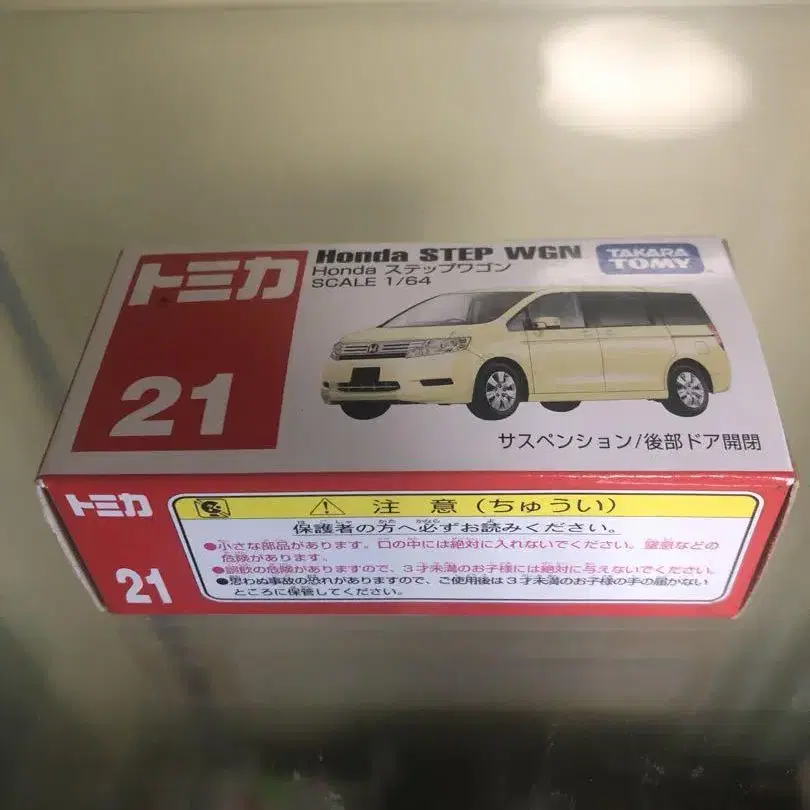 トミカ
21
Honda STEP WGN
Honda ステップワゴン
SCALE 1/64
TAKARA
TOMY
サスペンション/後部ドア開閉
トミカ
21
注 意 (ちゅうい)
保護者の方へ必ずお読みください。
●小さな部品があります。口の中には絶対に入れないでください。窒息などの
危険があります。
●誤飲の危険がありますので、3才未満のお子様には絶対に与えないでください。
●思わぬ事故の恐れがありますので、ご使用後は3才未満のお子様の手の届かない
ところに保管してください。